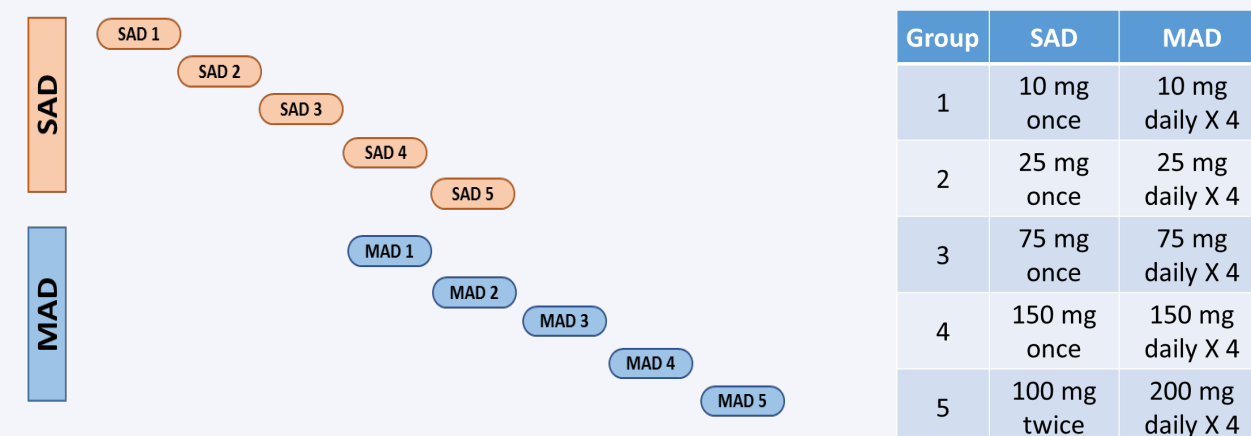 SAD
SAD 1
SAD 2
SAD 3
SAD 4
SAD 5
MAD
MAD 1
MAD 2
MAD 3
MAD 4
MAD 5
Group SAD MAD
1 10 mg once 10 mg daily X 4
2 25 mg once 25 mg daily X 4
3 75 mg once 75 mg daily X 4
4 150 mg once 150 mg daily X 4
5 100 mg twice 200 mg daily X 4